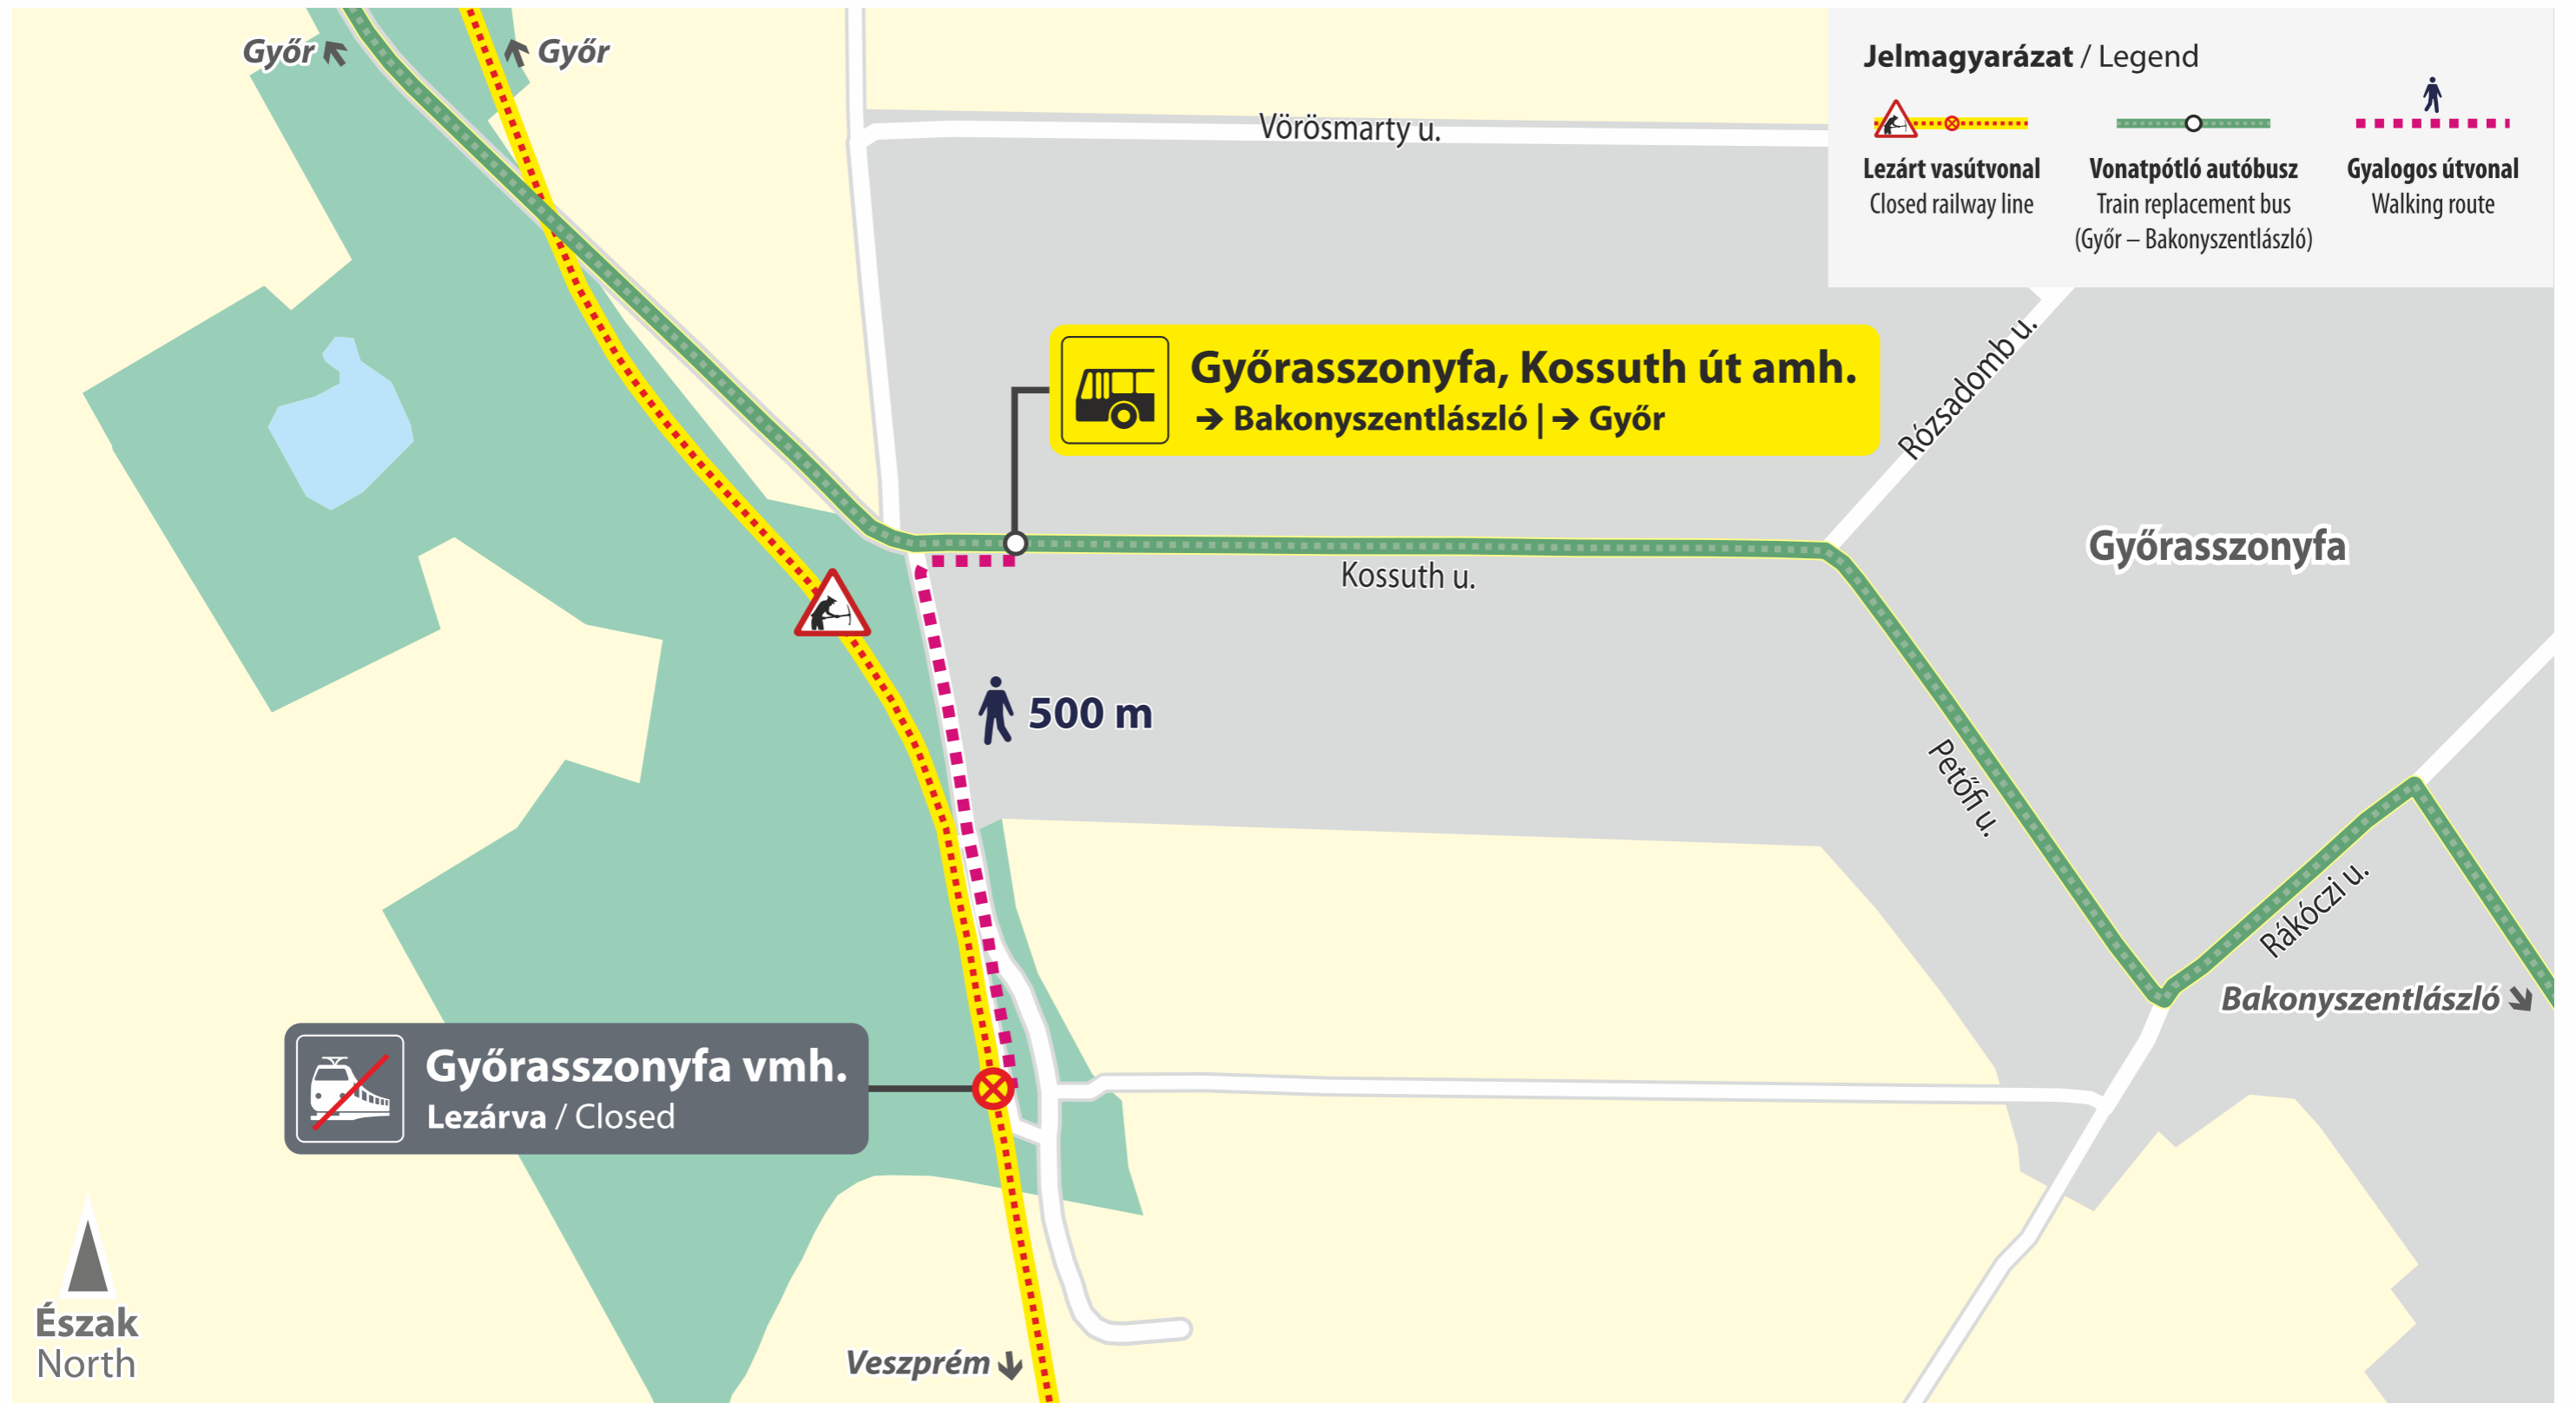 Győr
Győr
Jelmagyarázat / Legend
Lezárt vasútvonal
Closed railway line
Vonatpótló autóbusz
Train replacement bus
(Győr – Bakonyszentlászló)
Gyalogos útvonal
Walking route
Vörösmarty u.
Rózsadomb u.
Győrasszonyfa, Kossuth út amh.
➔ Bakonyszentlászló | ➔ Győr
Győrasszonyfa
Kossuth u.
500 m
Petőfi u.
Rákóczi u.
Bakonyszentlászló
Győrasszonyfa vmh.
Lezárva / Closed
Észak
North
Veszprém